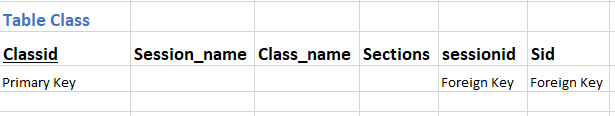 Table Class
Classid Session_name Class_name Sections sessionid Sid
Primary Key Foreign Key Foreign Key